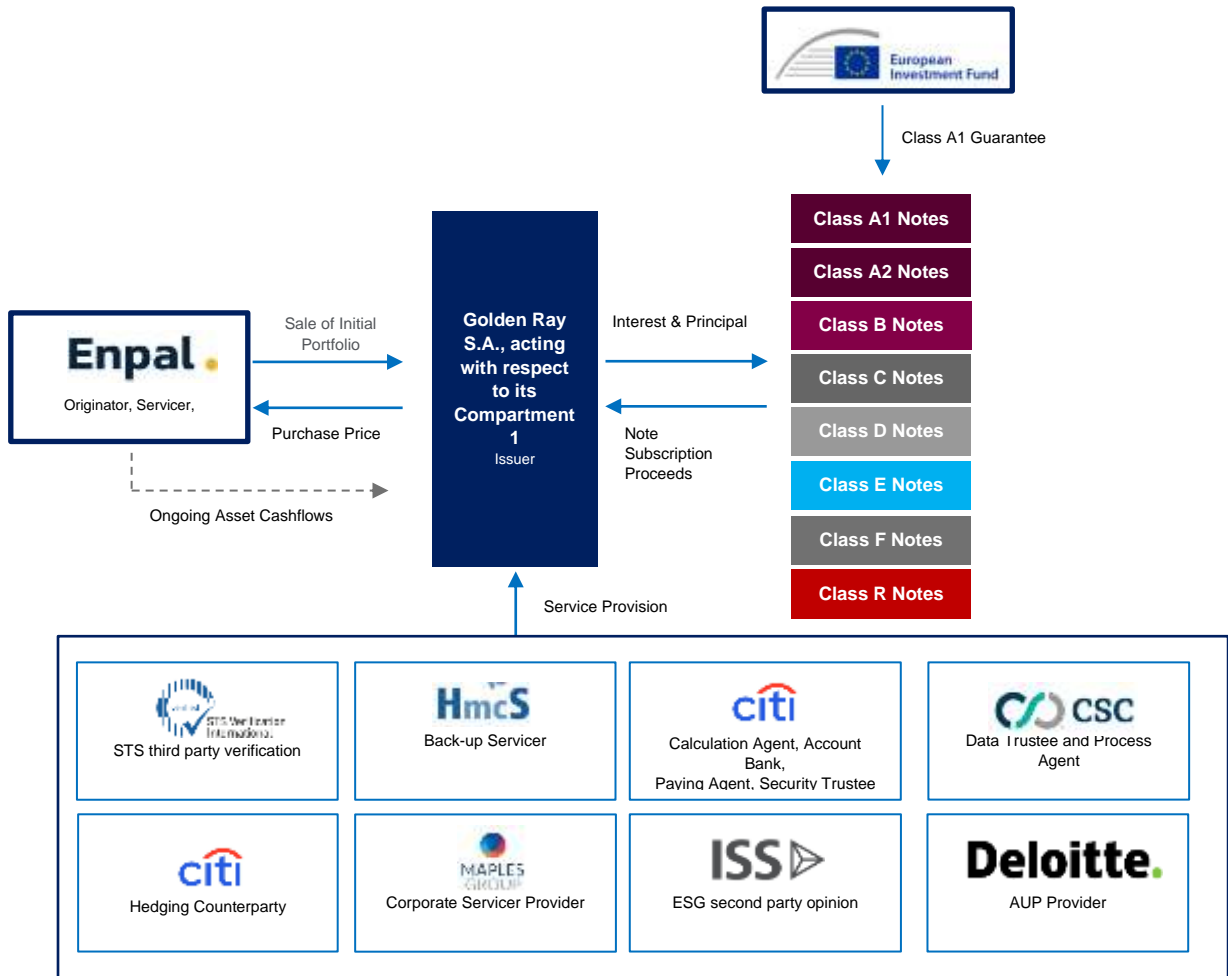 European
Investment Fund
Class A1 Guarantee
Class A1 Notes
Class A2 Notes
Class B Notes
Class C Notes
Class D Notes
Class E Notes
Class F Notes
Class R Notes
Enpal.
Originator, Servicer,
Sale of Initial
Portfolio
Purchase Price
Ongoing Asset Cashflows
Golden Ray
S.A., acting
with respect
to its
Compartment
1
Issuer
Interest & Principal
Note
Subscription
Proceeds
Service Provision
STS Verification
International
STS third party verification
HmcS
Back-up Servicer
citi
Calculation Agent, Account
Bank,
Paying Agent, Security Trustee
CSC
Data Trustee and Process
Agent
citi
Hedging Counterparty
MAPLES
GROUP
Corporate Servicer Provider
ISS
ESG second party opinion
Deloitte.
AUP Provider